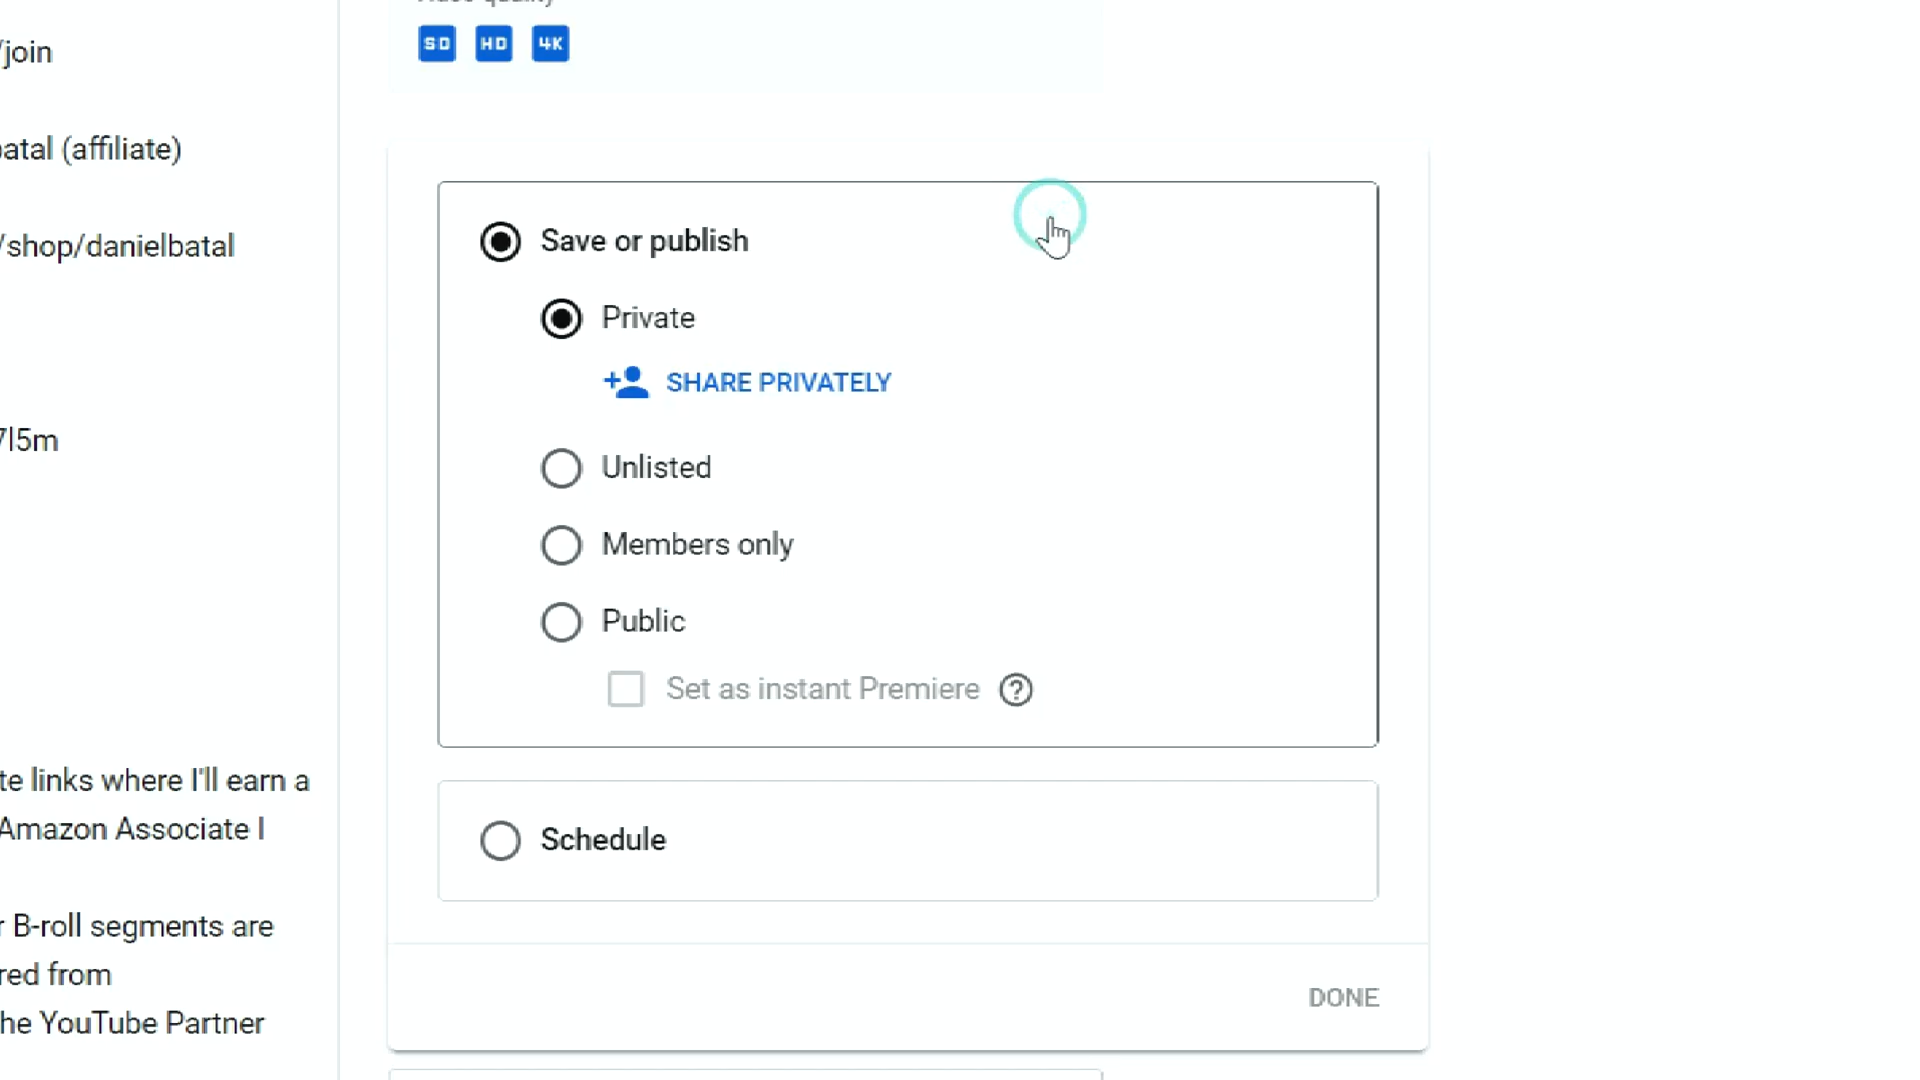 /join
SD HD 4K
batal (affiliate)
/shop/danielbatal
Save or publish
Private
SHARE PRIVATELY
7l5m
Unlisted
Members only
Public
Set as instant Premiere
te links where I'll earn a
Amazon Associate I
Schedule
r B-roll segments are
red from
he YouTube Partner
DONE